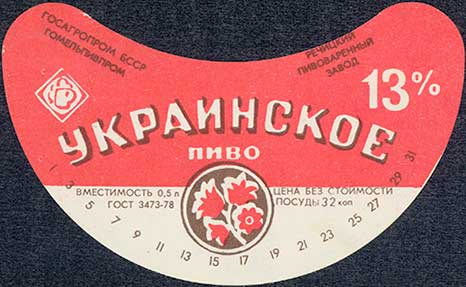 ГОСАГРОПРОМ БССР
ГОМЕЛЬПИВПРОМ
РЕЧИЦКИЙ
ПИВОВАРЕННЫЙ
ЗАВОД
13%
УКРАИНСКОЕ
ПИВО
ВМЕСТИМОСТЬ 0,5 л
ГОСТ 3473-78
ЦЕНА БЕЗ СТОИМОСТИ
ПОСУДЫ 32 коп
1 3 5 7 9 11 13 15 17 19 21 23 25 27 29 31